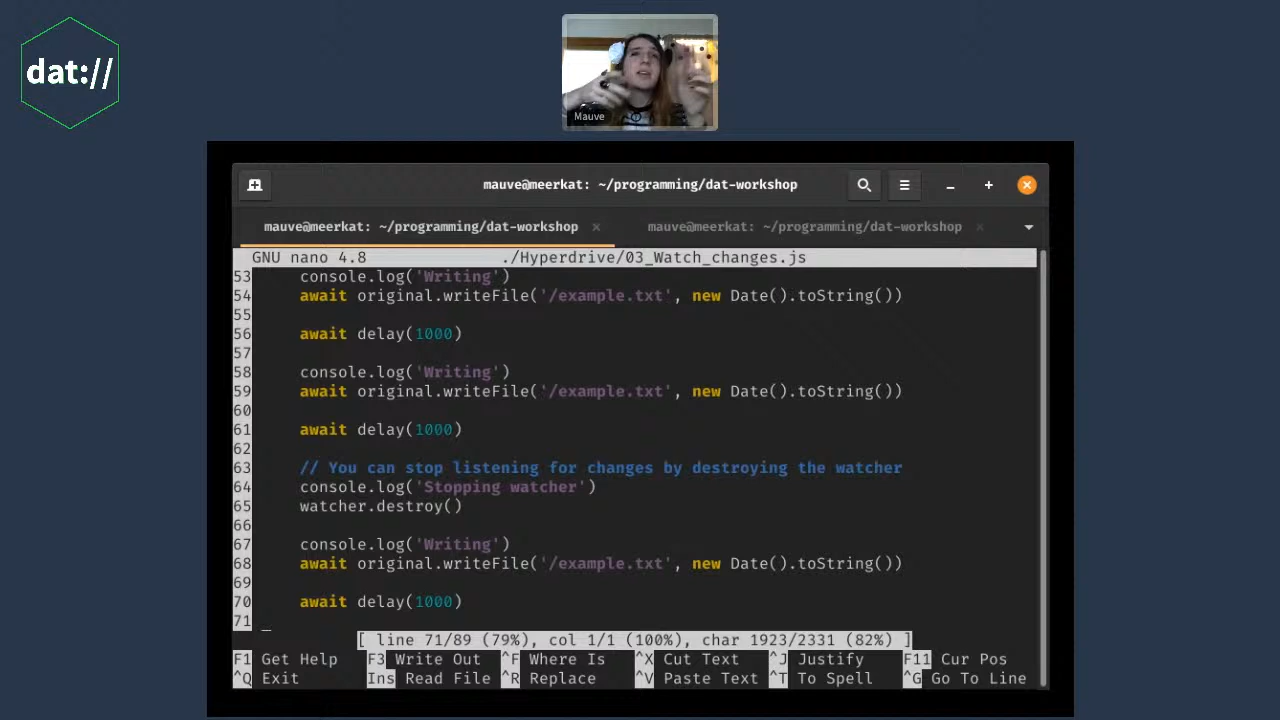 dat://
Mauve
mauve@meerkat: ~/programming/dat-workshop
mauve@meerkat: ~/programming/dat-workshop × mauve@meerkat: ~/programming/dat-workshop ×
GNU nano 4.8 ./Hyperdrive/03_Watch_changes.js
53 console.log('Writing')
54 await original.writeFile('/example.txt', new Date().toString())
55
56 await delay(1000)
57
58 console.log('Writing')
59 await original.writeFile('/example.txt', new Date().toString())
60
61 await delay(1000)
62
63 // You can stop listening for changes by destroying the watcher
64 console.log('Stopping watcher')
65 watcher.destroy()
66
67 console.log('Writing')
68 await original.writeFile('/example.txt', new Date().toString())
69
70 await delay(1000)
71
[ line 71/89 (79%), col 1/1 (100%), char 1923/2331 (82%) ]
F1 Get Help F3 Write Out ^F Where Is ^X Cut Text ^J Justify F11 Cur Pos
^Q Exit Ins Read File ^R Replace ^V Paste Text ^T To Spell ^G Go To Line